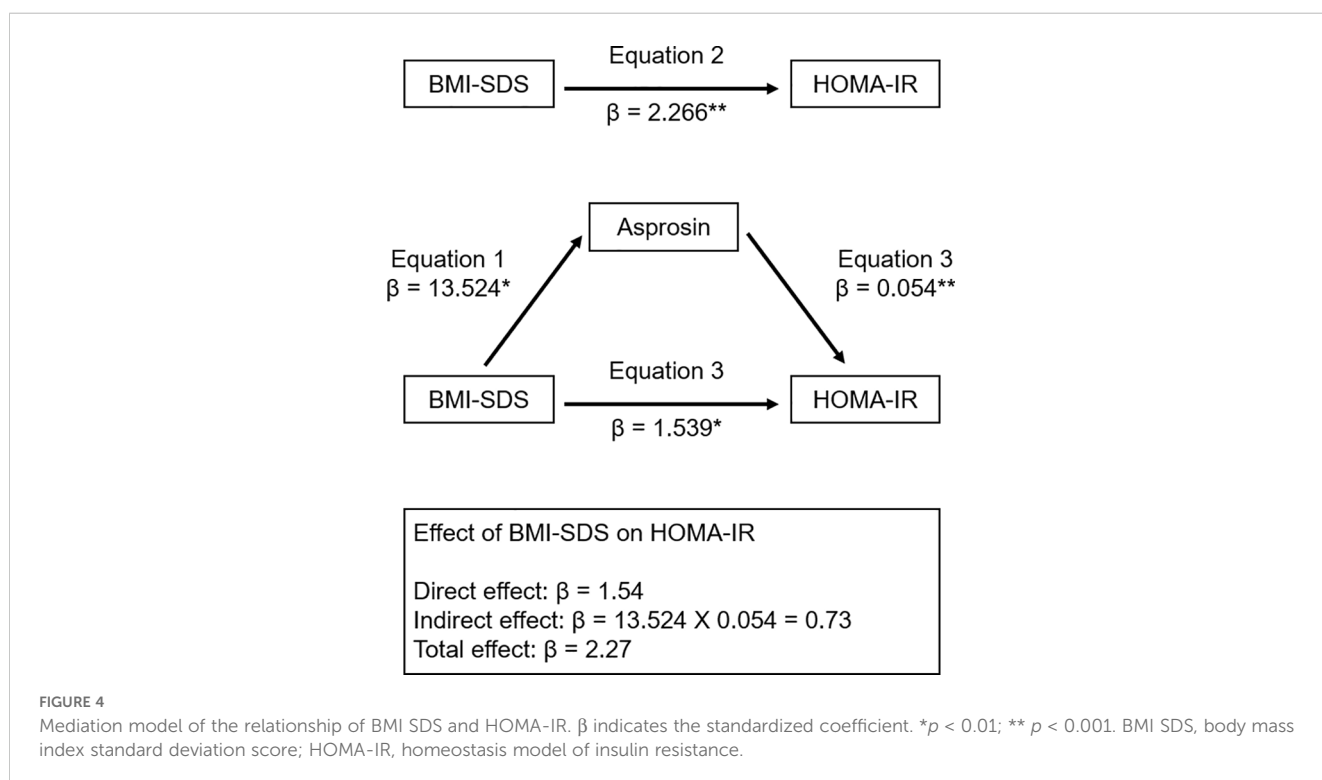 Equation 2
BMI-SDS
HOMA-IR
β = 2.266**
Asprosin
Equation 1
β = 13.524*
Equation 3
β = 0.054**
Equation 3
BMI-SDS
HOMA-IR
β = 1.539*
Effect of BMI-SDS on HOMA-IR
Direct effect: β = 1.54
Indirect effect: β = 13.524 X 0.054 = 0.73
Total effect: β = 2.27
FIGURE 4
Mediation model of the relationship of BMI SDS and HOMA-IR. β indicates the standardized coefficient. *p < 0.01; ** p < 0.001. BMI SDS, body mass
index standard deviation score; HOMA-IR, homeostasis model of insulin resistance.